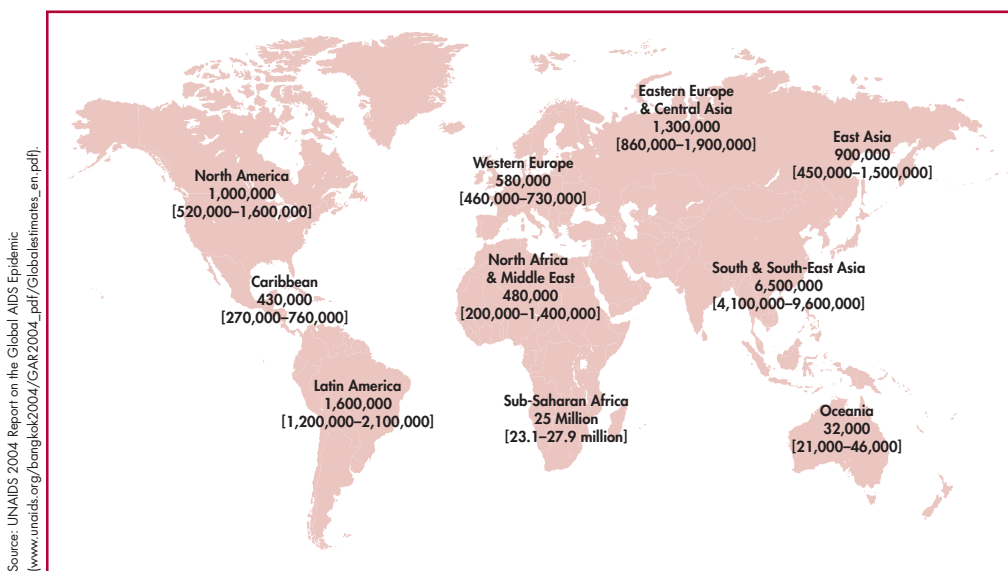 Source: UNAIDS 2004 Report on the Global AIDS Epidemic
(www.unaids.org/bangkok2004/GAR2004_pdf/Globalestimates_en.pdf).
North America
1,000,000
[520,000–1,600,000]
Caribbean
430,000
[270,000–760,000]
Latin America
1,600,000
[1,200,000–2,100,000]
Western Europe
580,000
[460,000–730,000]
North Africa
& Middle East
480,000
[200,000–1,400,000]
Sub-Saharan Africa
25 Million
[23.1–27.9 million]
Eastern Europe
& Central Asia
1,300,000
[860,000–1,900,000]
East Asia
900,000
[450,000–1,500,000]
South & South-East Asia
6,500,000
[4,100,000–9,600,000]
Oceania
32,000
[21,000–46,000]